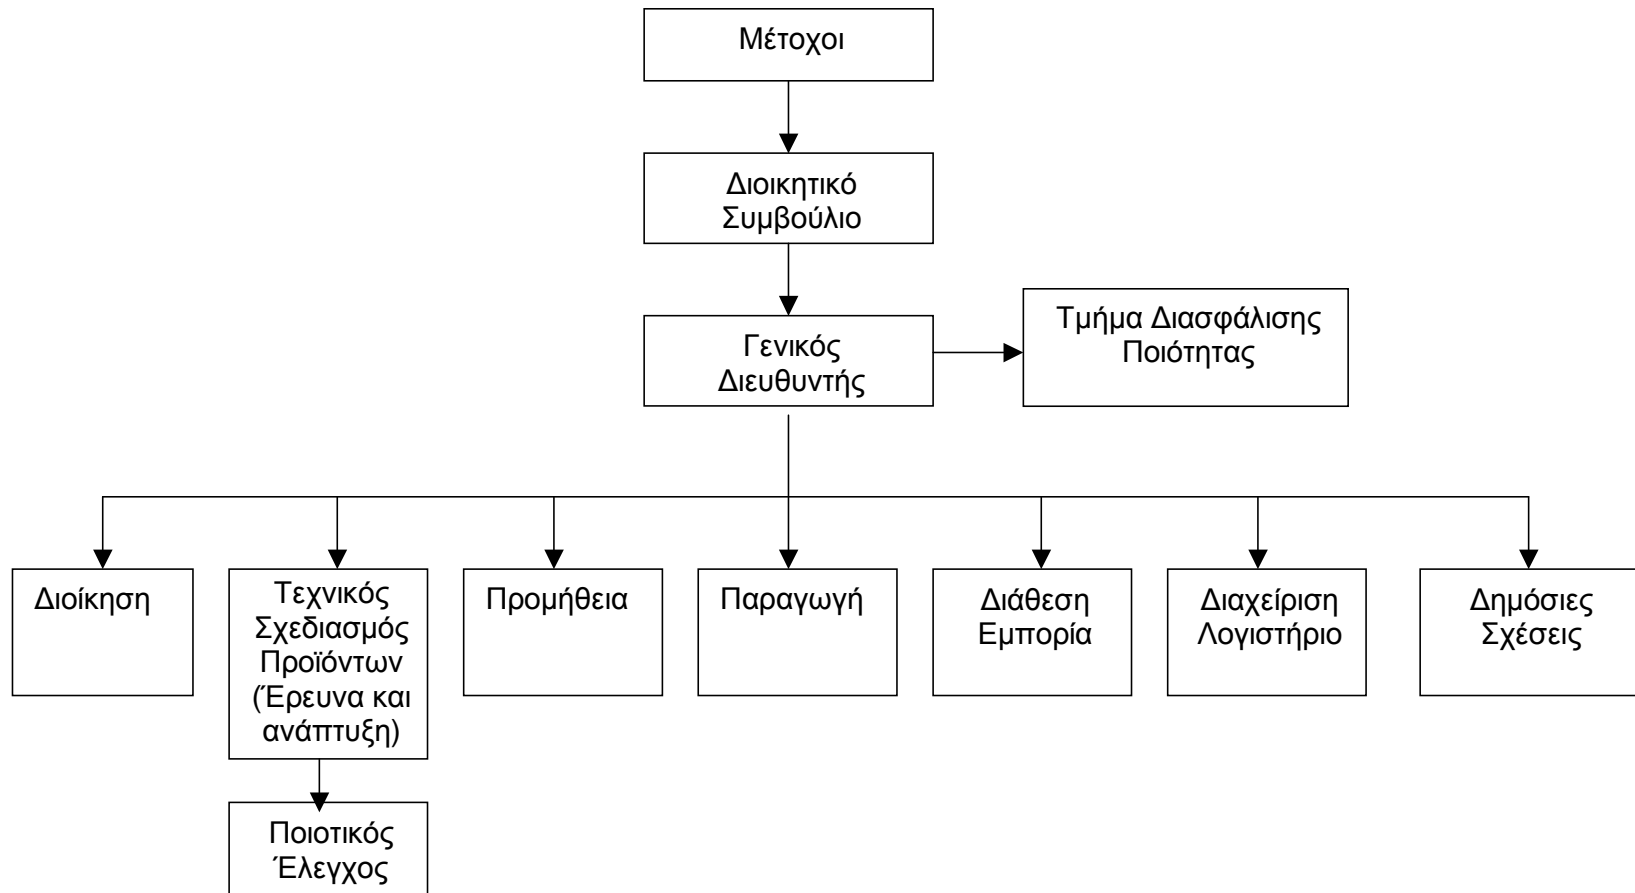 Μέτοχοι
Διοικητικό
Συμβούλιο
Γενικός
Διευθυντής
Τμήμα Διασφάλισης
Ποιότητας
Διοίκηση
Τεχνικός
Σχεδιασμός
Προϊόντων
(Έρευνα και
ανάπτυξη)
Προμήθεια
Παραγωγή
Διάθεση
Εμπορία
Διαχείριση
Λογιστήριο
Δημόσιες
Σχέσεις
Ποιοτικός
Έλεγχος